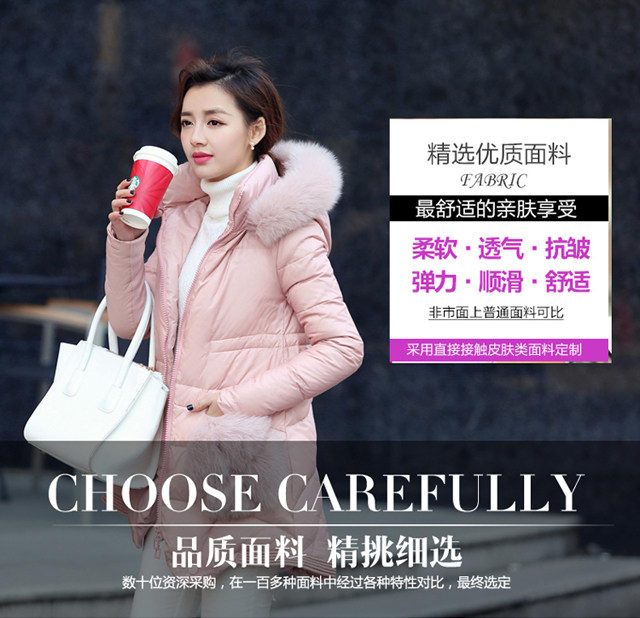 精选优质面料
FABRIC
最舒适的亲肤享受
柔软·透气·抗皱
弹力·顺滑·舒适
非市面上普通面料可比
采用直接接触皮肤类面料定制
CHOOSE CAREFULLY
品质面料 精挑细选
数十位资深采购，在一百多种面料中经过各种特性对比，最终选定